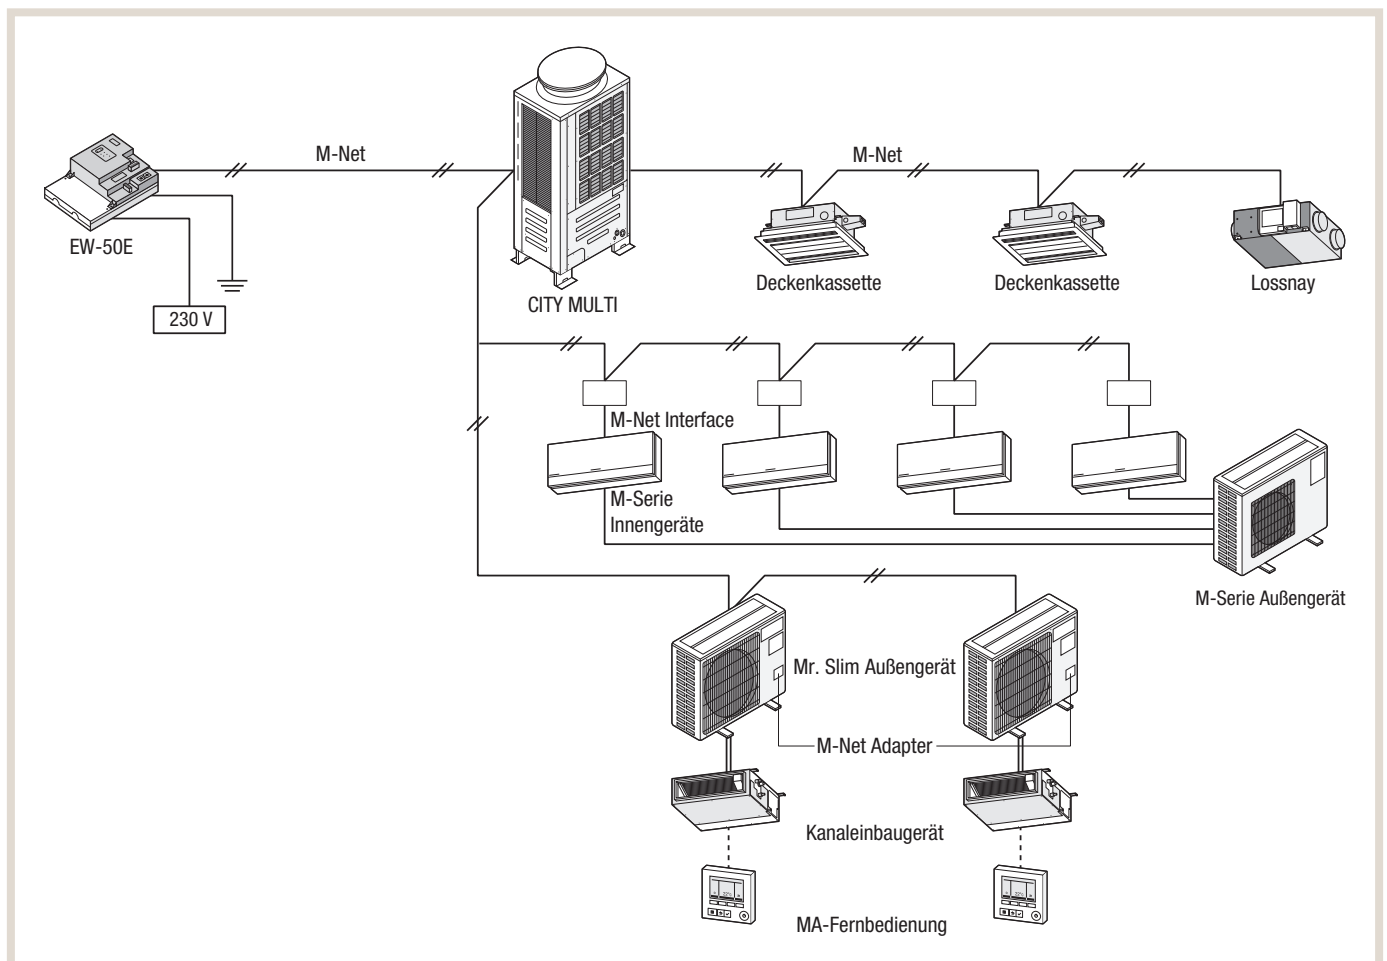 M-Net
M-Net
EW-50E
230 V
CITY MULTI
Deckenkassette
Deckenkassette
Lossnay
M-Net Interface
M-Serie
Innengeräte
M-Serie Außengerät
Mr. Slim Außengerät
M-Net Adapter
Kanaleinbaugerät
MA-Fernbedienung